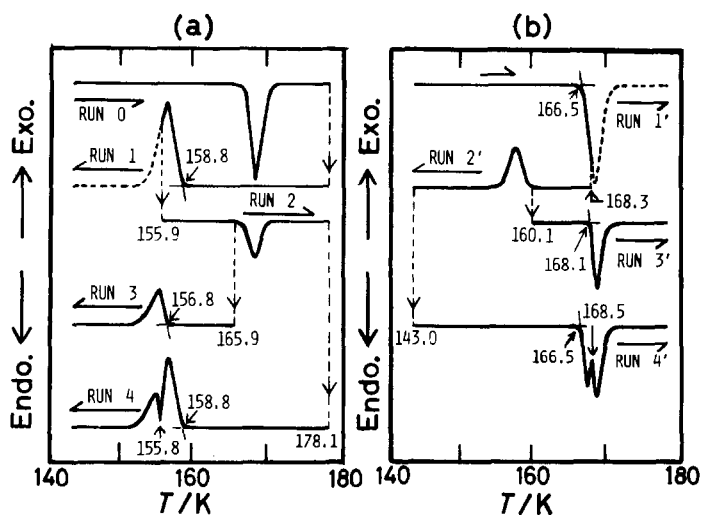 (a)
(b)
Endo. Exo.
RUN 0
RUN 1
158.8
RUN 2
155.9
RUN 3
156.8
165.9
RUN 4
158.8
155.8
178.1
140 160 180
T/K
Endo. Exo.
166.5
RUN 1'
RUN 2'
168.3
160.1
168.1
RUN 3'
143.0
168.5
166.5
RUN 4'
140 160 180
T/K